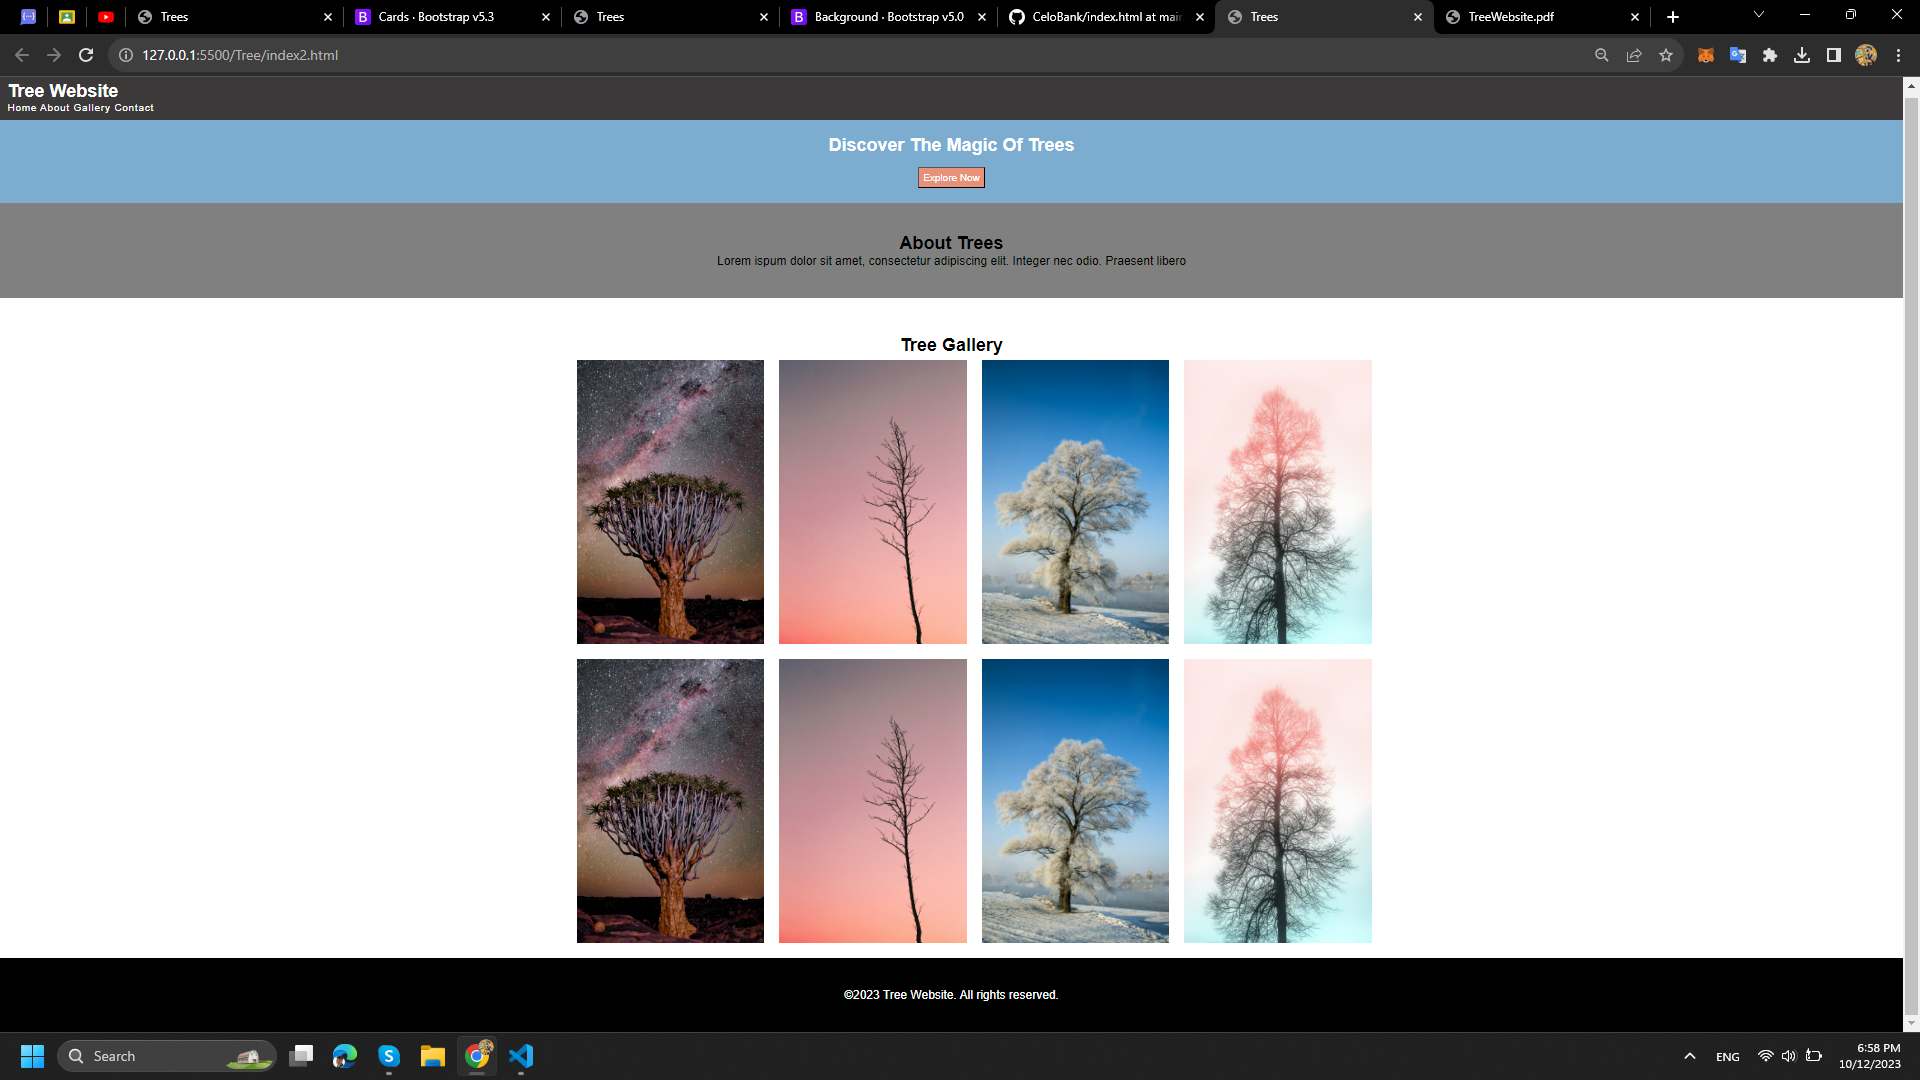 Trees
Cards · Bootstrap v5.3
Trees
Background · Bootstrap v5.0
CeloBank/index.html at main
Trees
TreeWebsite.pdf
127.0.0.1:5500/Tree/index2.html
Tree Website
Home About Gallery Contact
Discover The Magic Of Trees
Explore Now
About Trees
Lorem ispum dolor sit amet, consectetur adipiscing elit. Integer nec odio. Praesent libero
Tree Gallery
©2023 Tree Website. All rights reserved.
Search
ENG
6:58 PM
10/12/2023